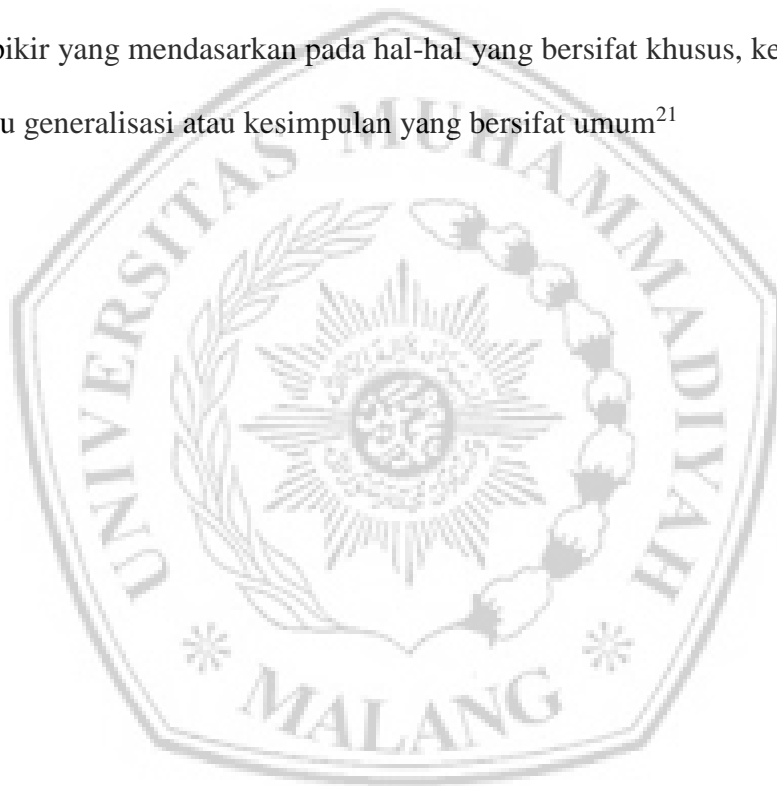 pikir yang mendasarkan pada hal-hal yang bersifat khusus, ke
u generalisasi atau kesimpulan yang bersifat umum21
UNIVERSITAS MUHAMMADIYAH
MALANG